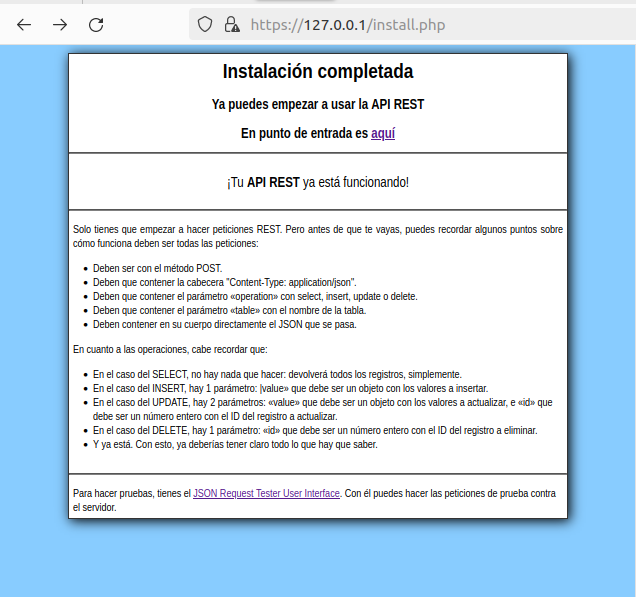 https://127.0.0.1/install.php
Instalación completada
Ya puedes empezar a usar la API REST
En punto de entrada es aquí
¡Tu API REST ya está funcionando!
Solo tienes que empezar a hacer peticiones REST. Pero antes de que te vayas, puedes recordar algunos puntos sobre
cómo funciona deben ser todas las peticiones:
Deben ser con el método POST.
Deben que contener la cabecera "Content-Type: application/json".
Deben que contener el parámetro «operation» con select, insert, update o delete.
Deben que contener el parámetro «table» con el nombre de la tabla.
Deben contener en su cuerpo directamente el JSON que se pasa.
En cuanto a las operaciones, cabe recordar que:
En el caso del SELECT, no hay nada que hacer: devolverá todos los registros, simplemente.
En el caso del INSERT, hay 1 parámetro: |value» que debe ser un objeto con los valores a insertar.
En el caso del UPDATE, hay 2 parámetros: «value» que debe ser un objeto con los valores a actualizar, e «id» que
debe ser un número entero con el ID del registro a actualizar.
En el caso del DELETE, hay 1 parámetro: «id» que debe ser un número entero con el ID del registro a eliminar.
Y ya está. Con esto, ya deberías tener claro todo lo que hay que saber.
Para hacer pruebas, tienes el JSON Request Tester User Interface. Con él puedes hacer las peticiones de prueba contra
el servidor.